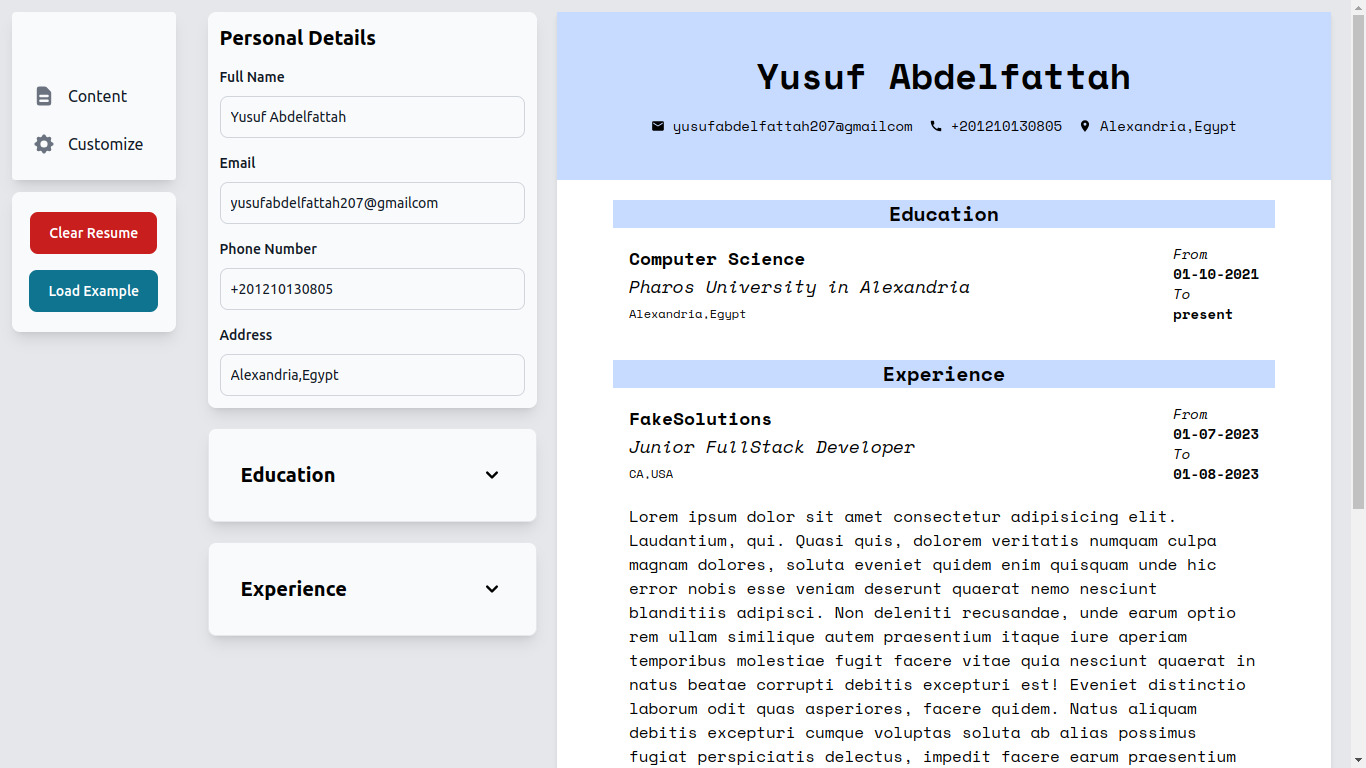 Content
Customize
Clear Resume
Load Example
Personal Details
Full Name
Yusuf Abdelfattah
Email
yusufabdelfattah207@gmailcom
Phone Number
+201210130805
Address
Alexandria,Egypt
Education
Experience
Yusuf Abdelfattah
yusufabdelfattah207@gmailcom +201210130805 Alexandria,Egypt
Education
Computer Science
Pharos University in Alexandria
Alexandria,Egypt
From
01-10-2021
To
present
Experience
FakeSolutions
Junior FullStack Developer
CA,USA
From
01-07-2023
To
01-08-2023
Lorem ipsum dolor sit amet consectetur adipisicing elit.
Laudantium, qui. Quasi quis, dolorem veritatis numquam culpa
magnam dolores, soluta eveniet quidem enim quisquam unde hic
error nobis esse veniam deserunt quaerat nemo nesciunt
blanditiis adipisci. Non deleniti recusandae, unde earum optio
rem ullam similique autem praesentium itaque iure aperiam
temporibus molestiae fugit facere vitae quia nesciunt quaerat in
natus beatae corrupti debitis excepturi est! Eveniet distinctio
laborum odit quas asperiores, facere quidem. Natus aliquam
debitis excepturi cumque voluptas soluta ab alias possimus
fugiat perspiciatis delectus, impedit facere earum praesentium